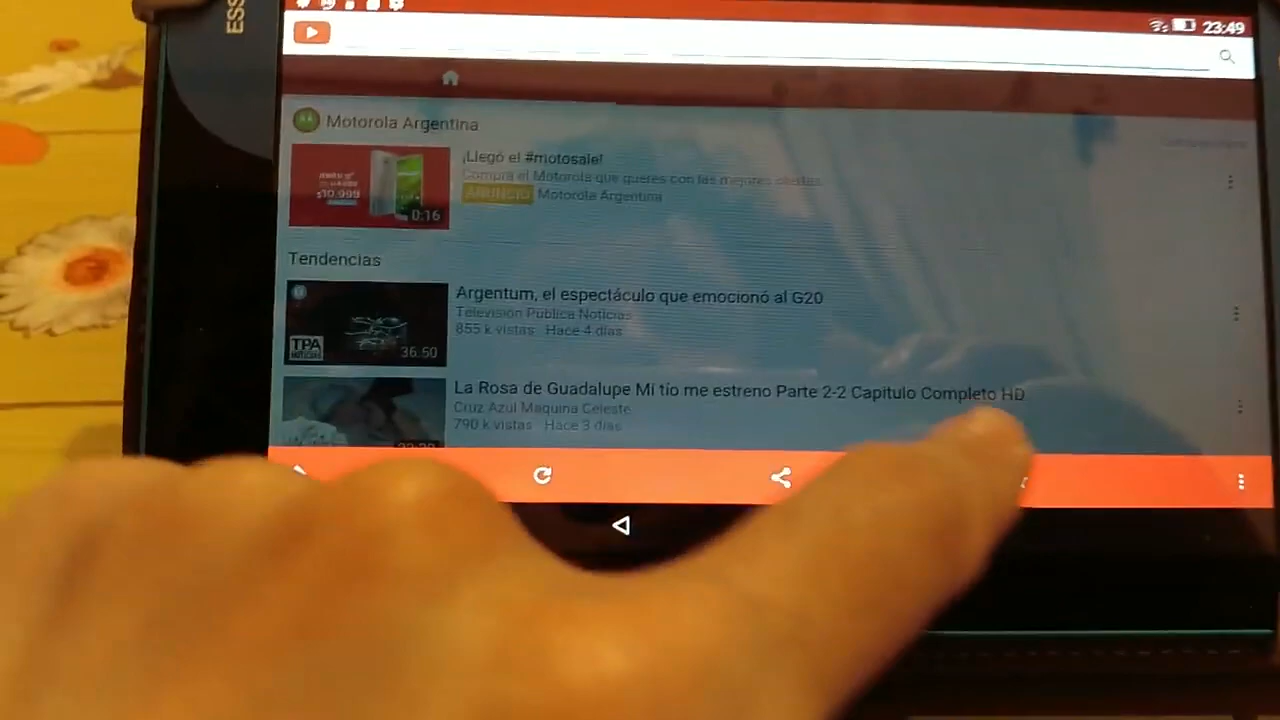 ESS
23:49
Motorola Argentina
¡Llegó el #motosale!
Compra el Motorola que queres con las mejores ofertas.
ANUNCIO Motorola Argentina
$10.999
0:16
Tendencias
Argentum, el espectáculo que emocionó al G20
Televisión Pública Noticias
855 k vistas · Hace 4 días
TPA
NOTICIAS
36:50
La Rosa de Guadalupe Mi tío me estreno Parte 2-2 Capitulo Completo HD
Cruz Azul Maquina Celeste
790 k vistas · Hace 3 días